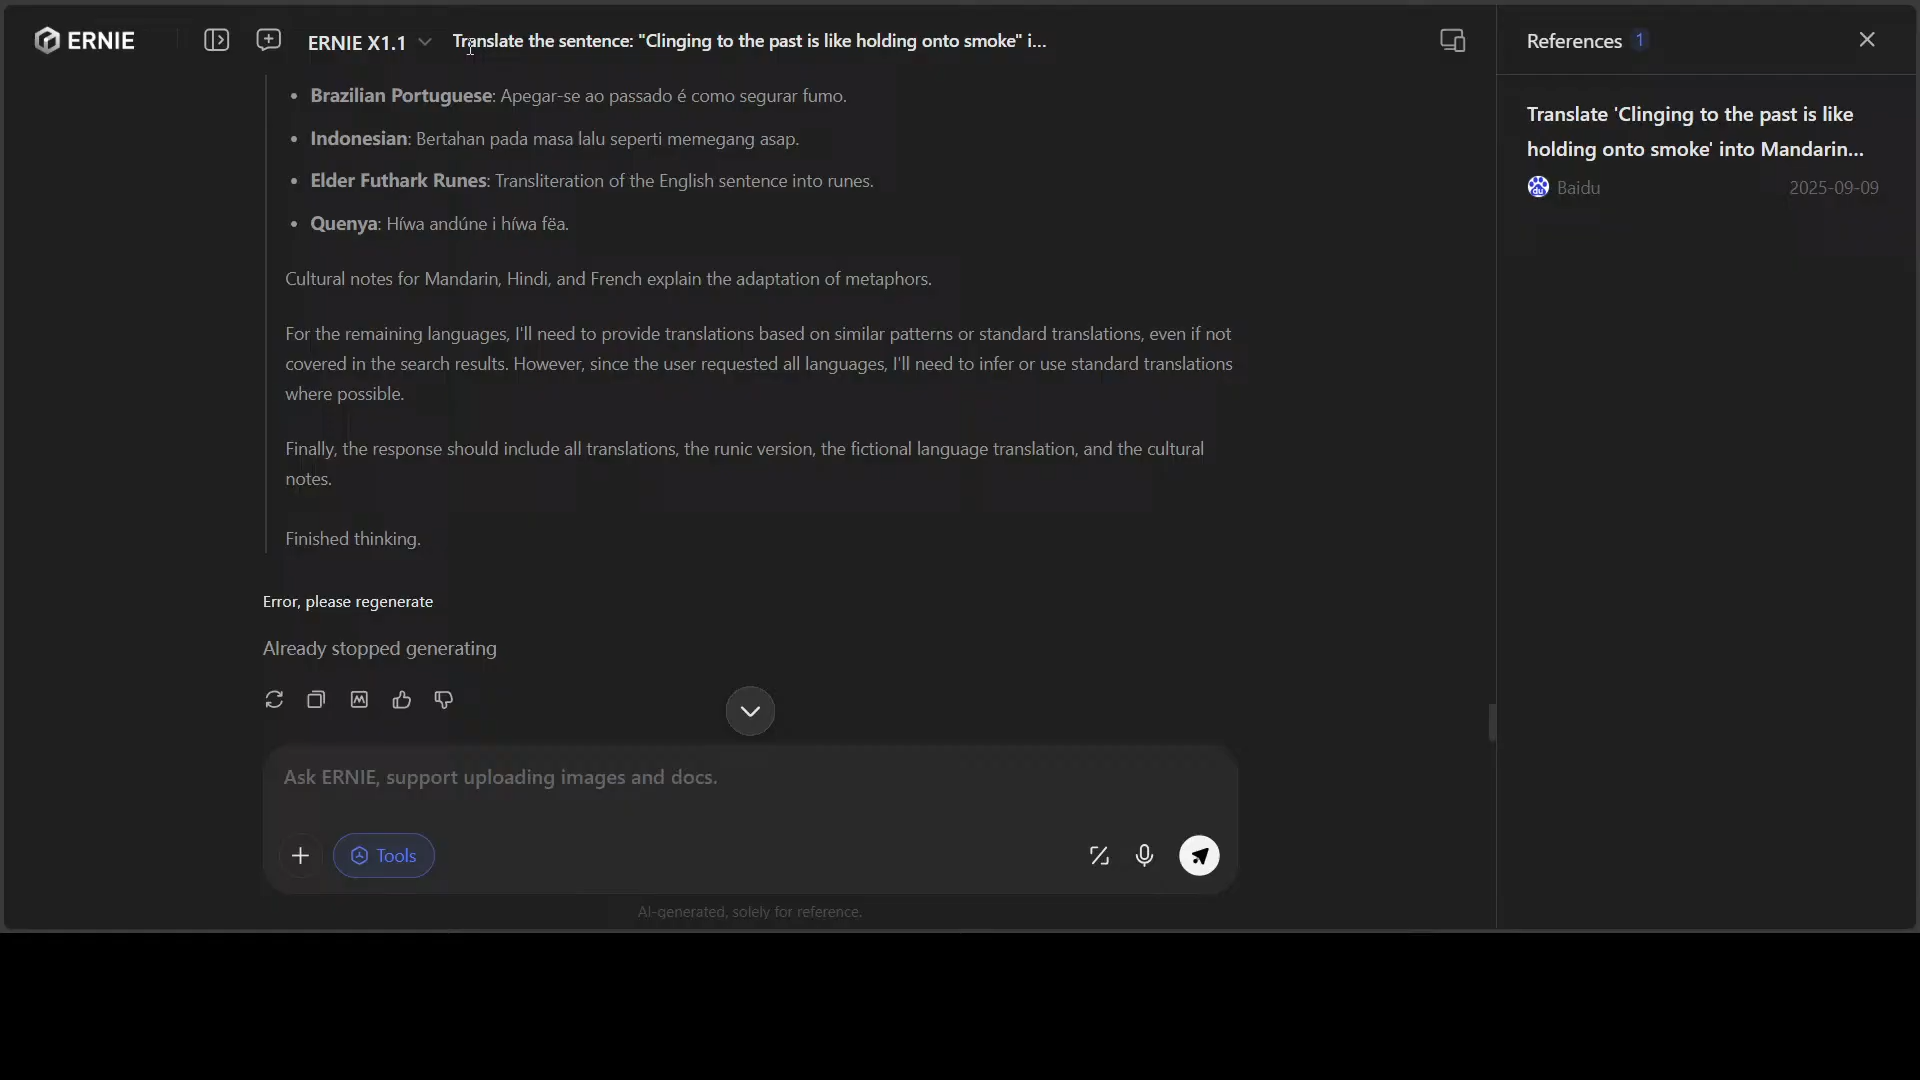 ERNIE
ERNIE X1.1
Translate the sentence: "Clinging to the past is like holding onto smoke" i...
• Brazilian Portuguese: Apegar-se ao passado é como segurar fumo.
• Indonesian: Bertahan pada masa lalu seperti memegang asap.
• Elder Futhark Runes: Transliteration of the English sentence into runes.
• Quenya: Híwa andúne i híwa fëa.
Cultural notes for Mandarin, Hindi, and French explain the adaptation of metaphors.
For the remaining languages, I'll need to provide translations based on similar patterns or standard translations, even if not
covered in the search results. However, since the user requested all languages, I'll need to infer or use standard translations
where possible.
Finally, the response should include all translations, the runic version, the fictional language translation, and the cultural
notes.
Finished thinking.
Error, please regenerate
Already stopped generating
Ask ERNIE, support uploading images and docs.
Tools
AI-generated, solely for reference.
References 1
Translate 'Clinging to the past is like
holding onto smoke' into Mandarin...
du Baidu 2025-09-09